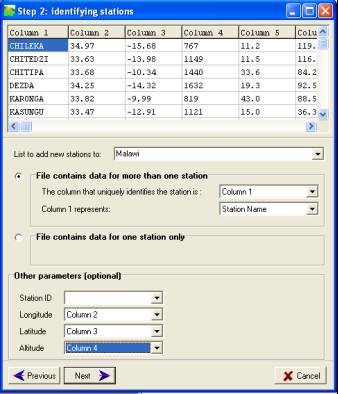 Step 2: identifying stations
Column 1 Column 2 Column 3 Column 4 Column 5 Colu
CHILEKA 34.97 -15.68 767 11.2 119.
CHITEDZI 33.63 -13.98 1149 11.5 116.
CHITIPA 33.68 -10.34 1440 33.6 84.2
DEZDA 34.25 -14.32 1632 19.3 92.5
KARONGA 33.82 -9.99 819 43.0 88.5
KASUNGU 33.47 -12.91 1121 15.0 36.3
List to add new stations to: Malawi
File contains data for more than one station
The column that uniquely identifies the station is : Column 1
Column 1 represents: Station Name
File contains data for one station only
Other parameters (optional)
Station ID
Longitude Column 2
Latitude Column 3
Altitude Column 4
Previous Next Cancel